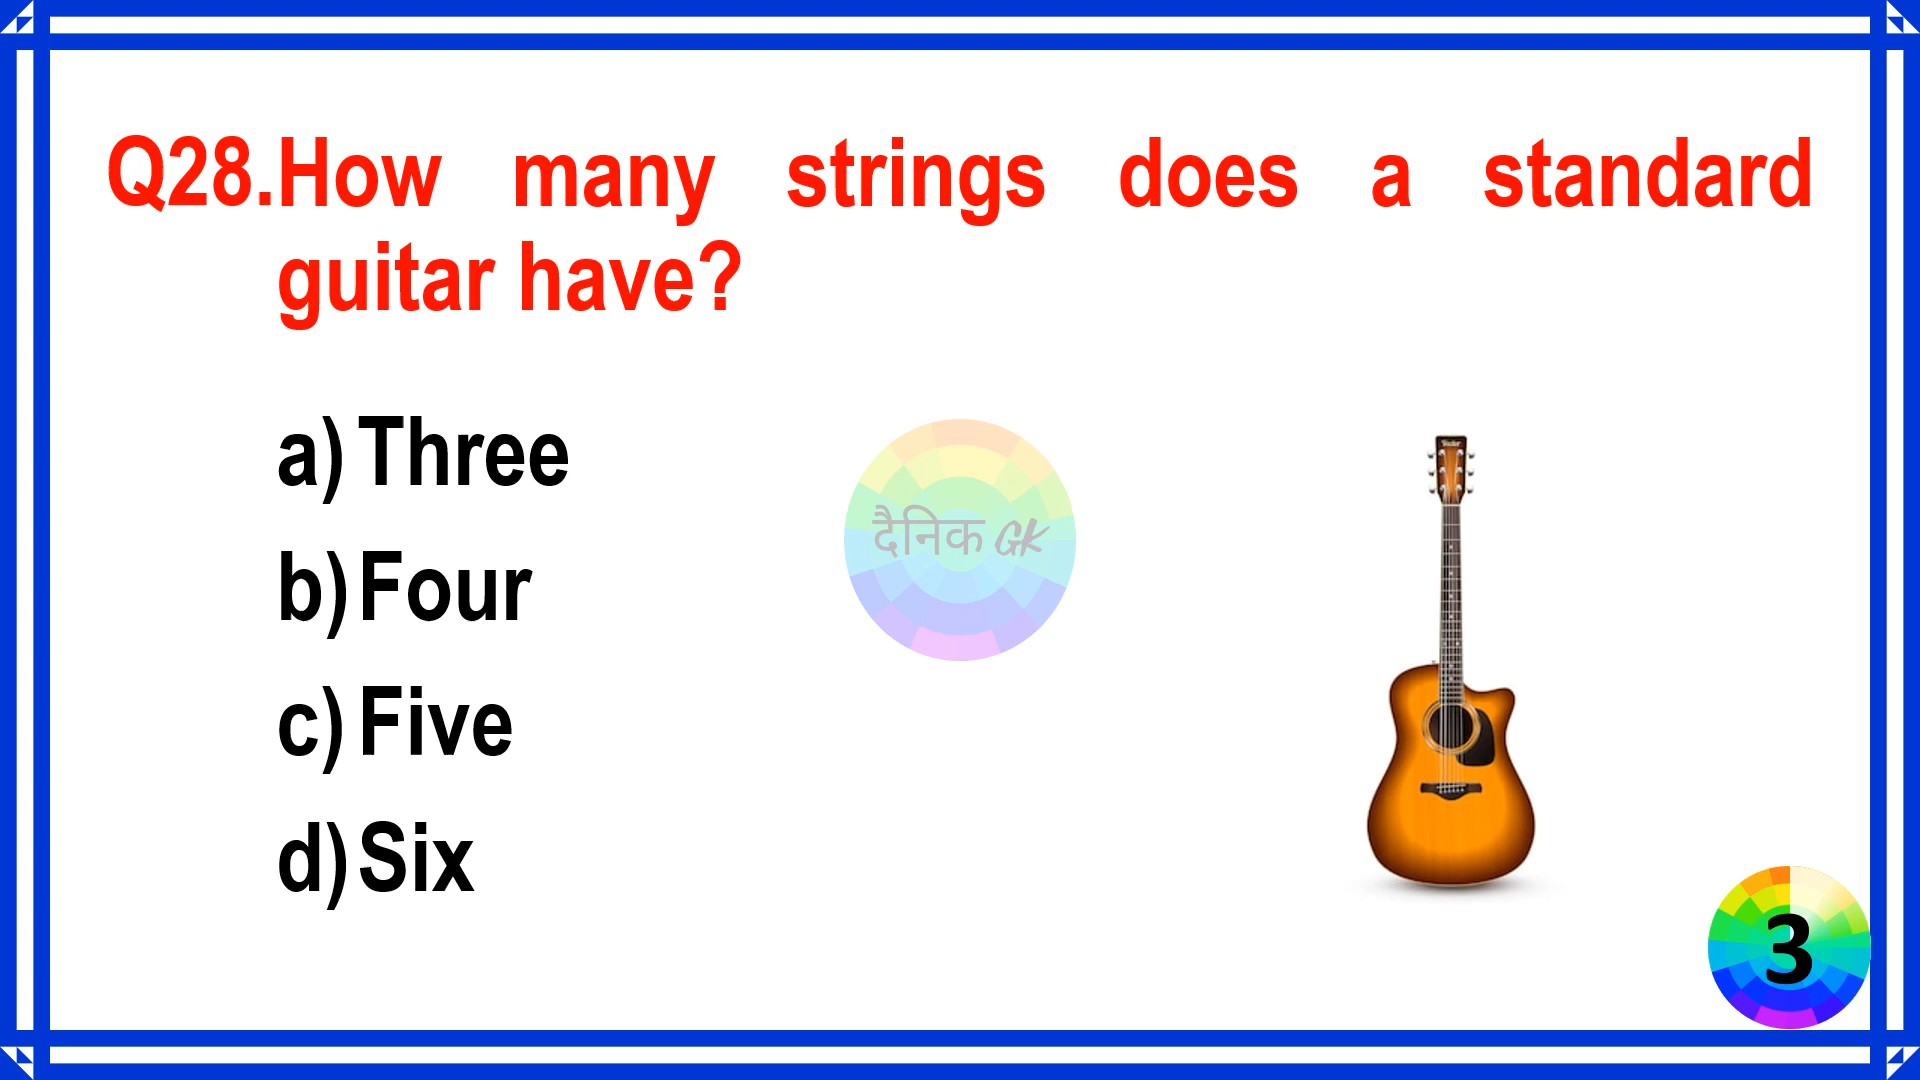 Q28.How many strings does a standard
guitar have?
a) Three
b) Four
c) Five
d) Six
दैनिक GK
3